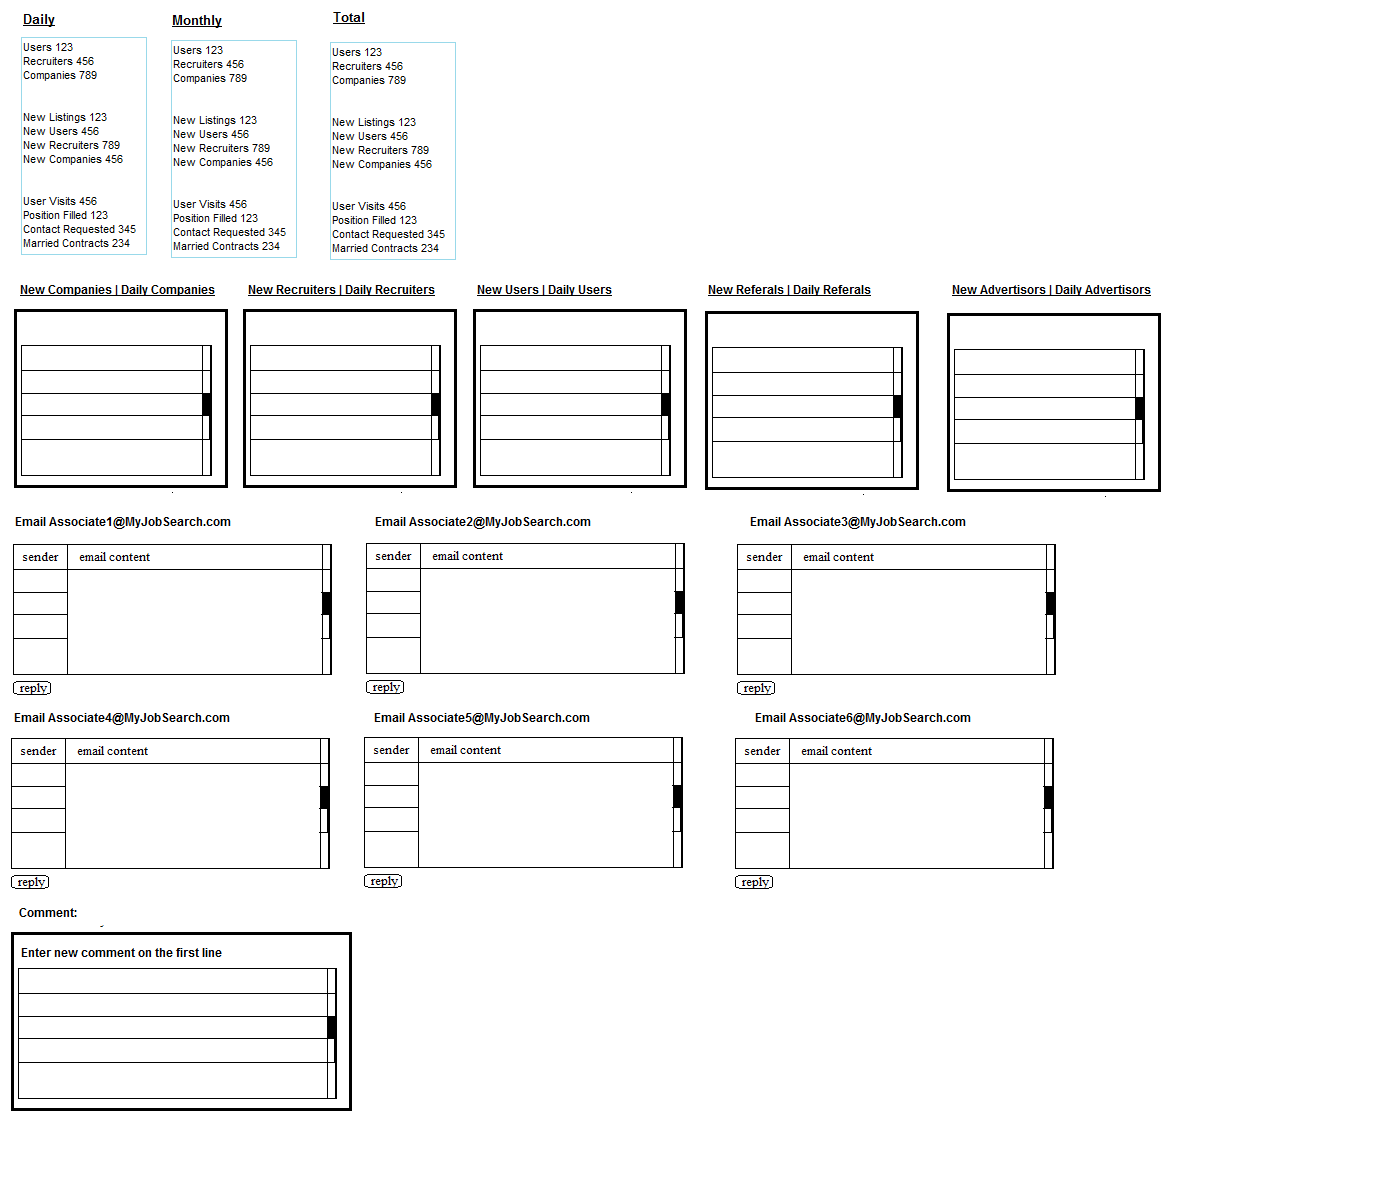 Daily
Users 123
Recruiters 456
Companies 789
New Listings 123
New Users 456
New Recruiters 789
New Companies 456
User Visits 456
Position Filled 123
Contact Requested 345
Married Contracts 234
Monthly
Users 123
Recruiters 456
Companies 789
New Listings 123
New Users 456
New Recruiters 789
New Companies 456
User Visits 456
Position Filled 123
Contact Requested 345
Married Contracts 234
Total
Users 123
Recruiters 456
Companies 789
New Listings 123
New Users 456
New Recruiters 789
New Companies 456
User Visits 456
Position Filled 123
Contact Requested 345
Married Contracts 234
New Companies | Daily Companies
New Recruiters | Daily Recruiters
New Users | Daily Users
New Referals | Daily Referals
New Advertisors | Daily Advertisors
Email Associate1@MyJobSearch.com
sender email content
reply
Email Associate2@MyJobSearch.com
sender email content
reply
Email Associate3@MyJobSearch.com
sender email content
reply
Email Associate4@MyJobSearch.com
sender email content
reply
Email Associate5@MyJobSearch.com
sender email content
reply
Email Associate6@MyJobSearch.com
sender email content
reply
Comment:
Enter new comment on the first line